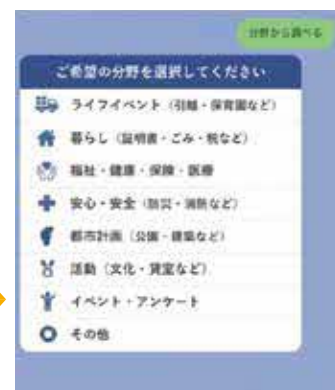 分野から調べる
ご希望の分野を選択してください
ライフイベント（引越・保育園など）
暮らし（証明書・ごみ・税など）
福祉・健康・保険・医療
安心・安全（防災・消防など）
都市計画（公園・建築など）
活動（文化・貸室など）
イベント・アンケート
その他